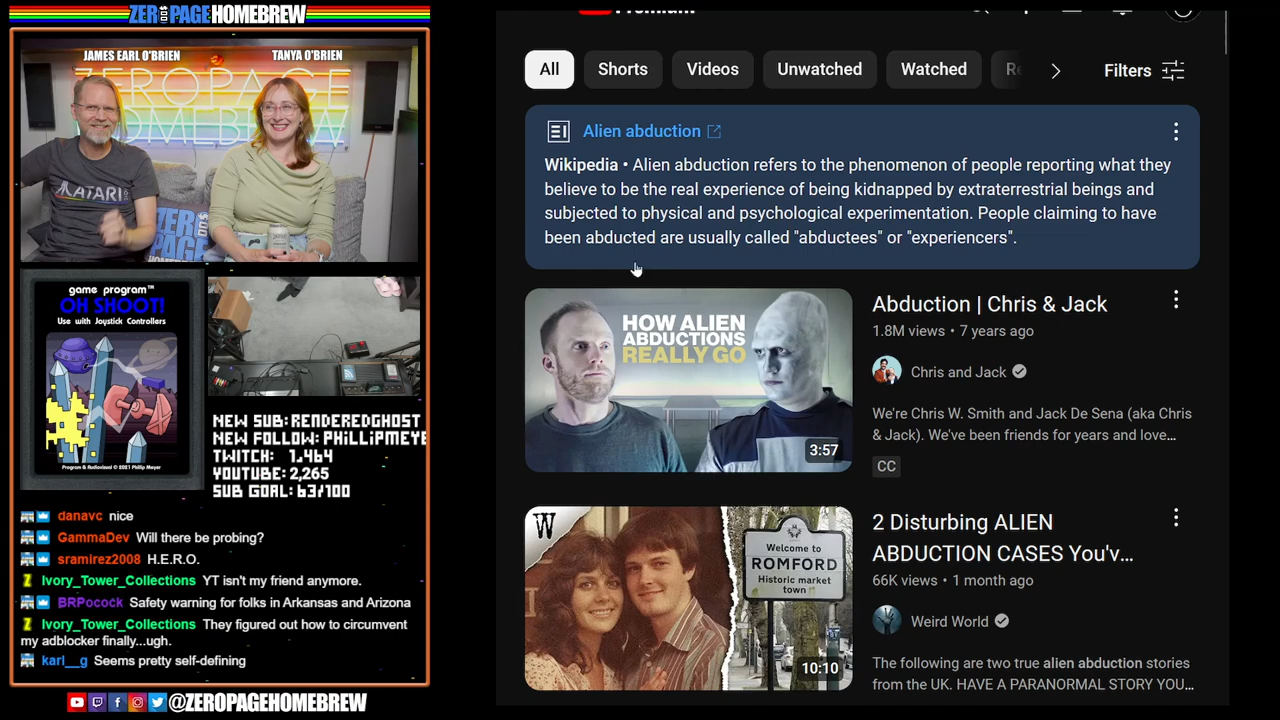 ZEROPAGEHOMEBREW
JAMES EARL O'BRIEN
TANYA O'BRIEN
ZEROPAGE
HOMEBREW
ATARI
ZERO
PAGE
game program™
OH SHOOT!
Use with Joystick Controllers
Program & Audiovisual © 2021 Phillip Meyer
NEW SUB:RENDEREDGHOST
NEW FOLLOW:PHILLIPMEYE
TWITCH: 1,464
YOUTUBE: 2,265
SUB GOAL: 63/100
danavc nice
GammaDev Will there be probing?
sramirez2008 H.E.R.O.
Ivory_Tower_Collections YT isn't my friend anymore.
BRPocock Safety warning for folks in Arkansas and Arizona
Ivory_Tower_Collections They figured out how to circumvent
my adblocker finally...ugh.
karl__g Seems pretty self-defining
@ZEROPAGEHOMEBREW
Premium
All
Shorts
Videos
Unwatched
Watched
Re
Filters
Alien abduction
Wikipedia • Alien abduction refers to the phenomenon of people reporting what they
believe to be the real experience of being kidnapped by extraterrestrial beings and
subjected to physical and psychological experimentation. People claiming to have
been abducted are usually called "abductees" or "experiencers".
HOW ALIEN
ABDUCTIONS
REALLY GO
3:57
Abduction | Chris & Jack
1.8M views • 7 years ago
Chris and Jack
We're Chris W. Smith and Jack De Sena (aka Chris
& Jack). We've been friends for years and love...
CC
W
Welcome to
ROMFORD
Historic market
town
10:10
2 Disturbing ALIEN
ABDUCTION CASES You'v...
66K views • 1 month ago
Weird World
The following are two true alien abduction stories
from the UK. HAVE A PARANORMAL STORY YOU...